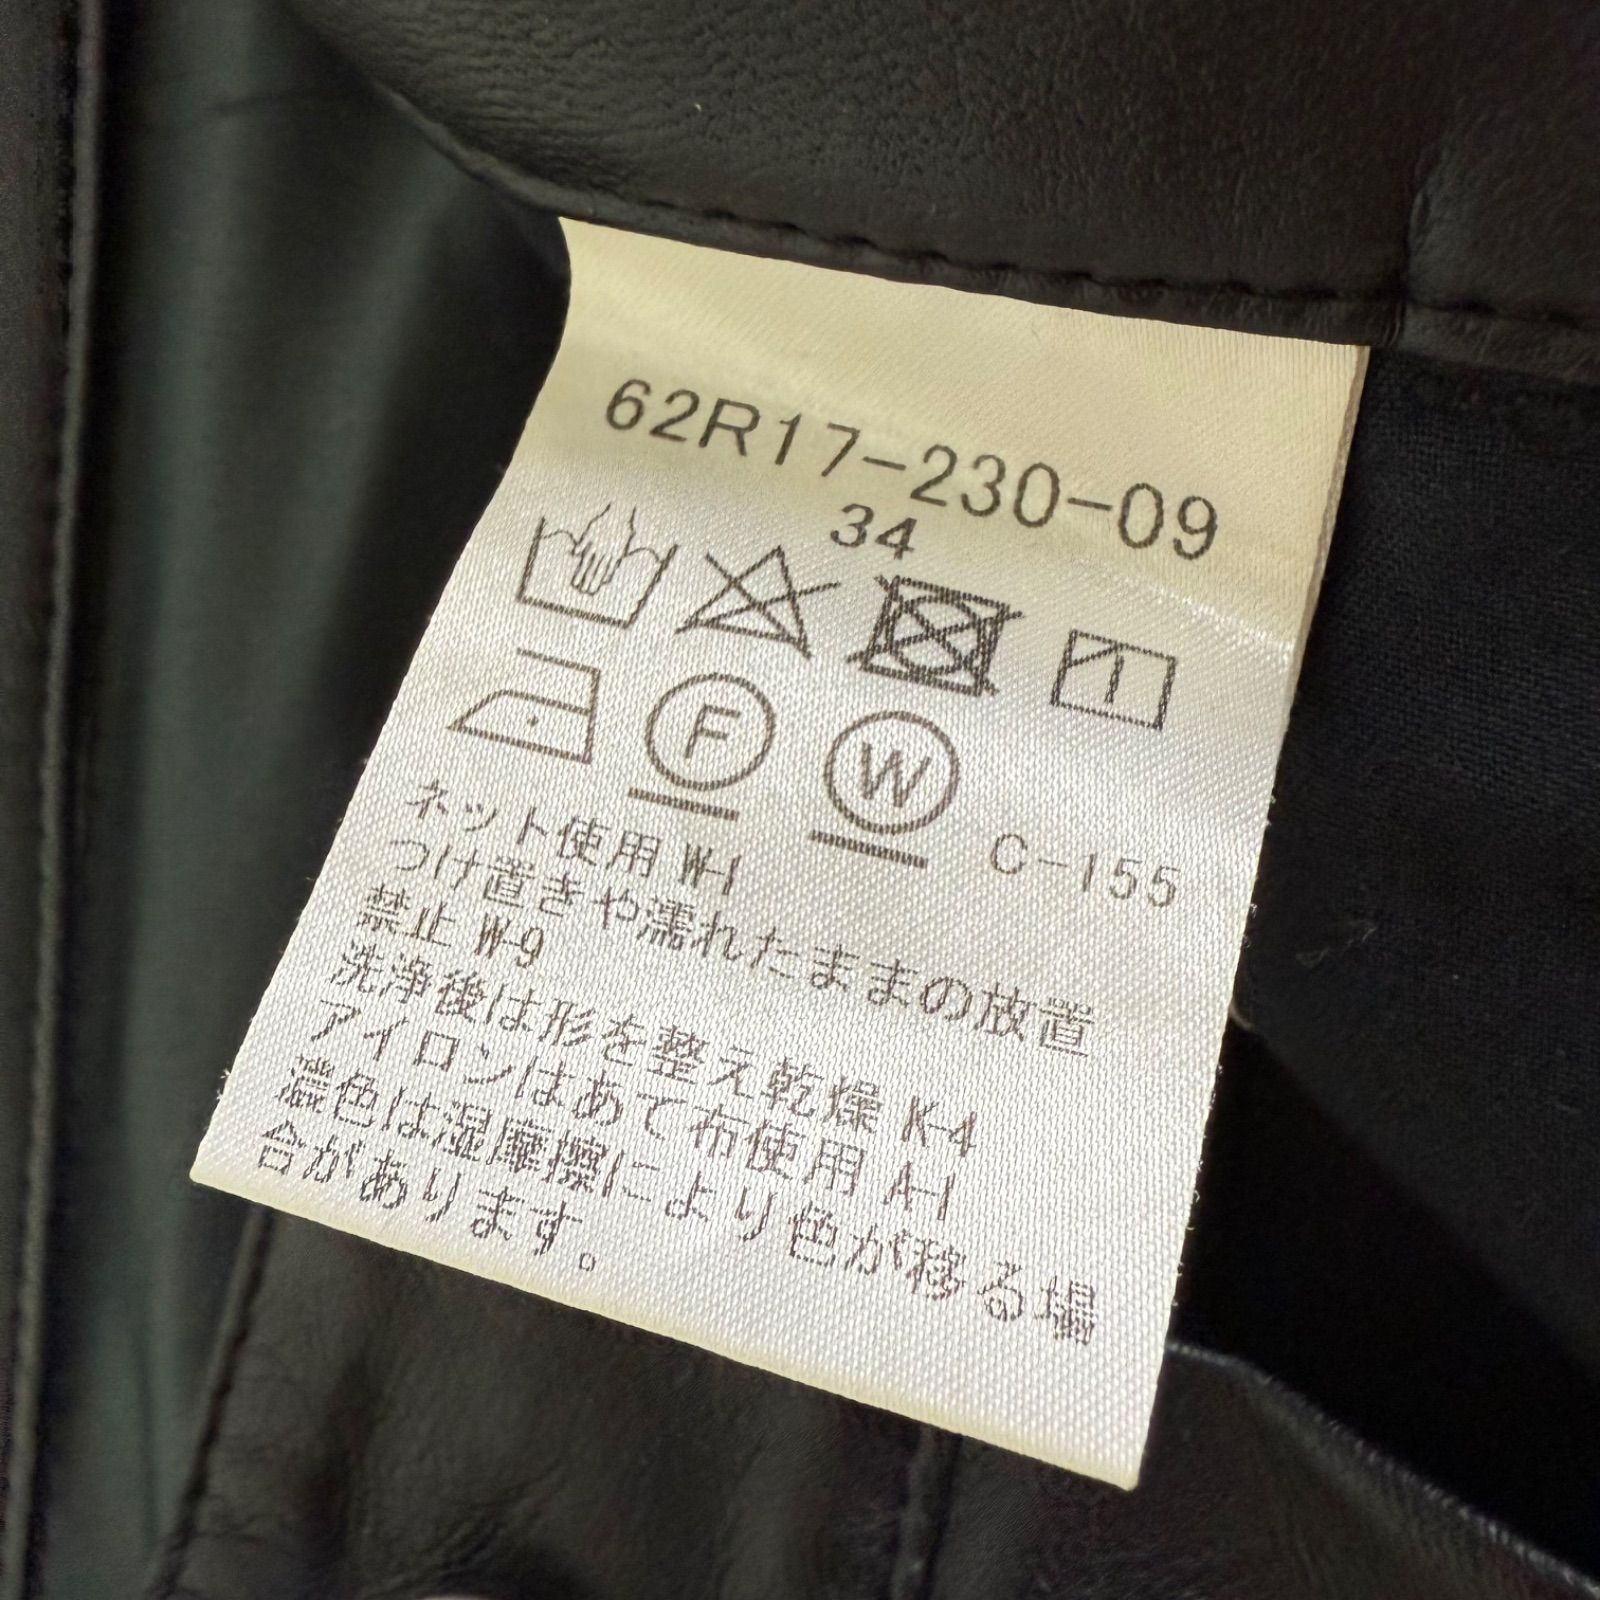 62R17-230-09
34
F
W
C-155
ネット使用 W-1
つけ置きや濡れたままの放置
禁止 W-9
洗浄後は形を整え乾燥 K-4
アイロンはあて布使用 A-1
濃色は湿摩擦により色が移る場
合があります。